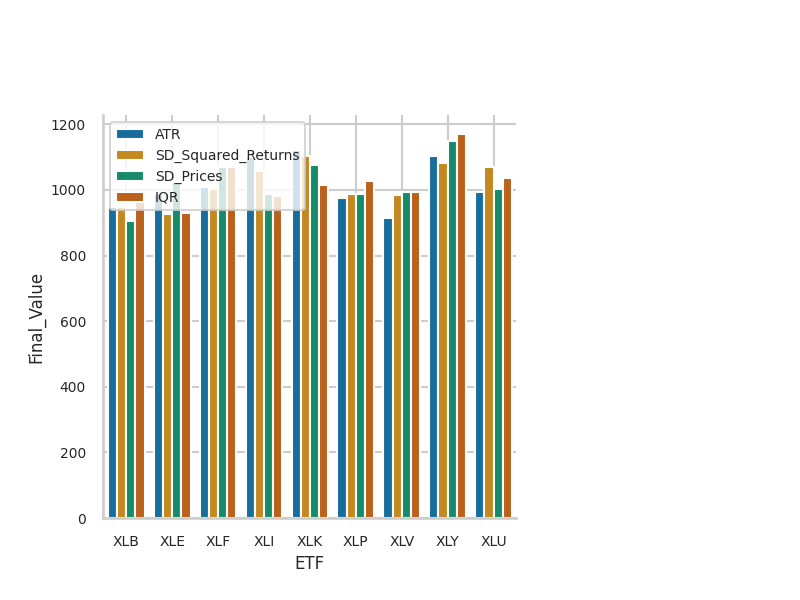 1200
1000
800
600
400
200
0
Final_Value
ATR
SD_Squared_Returns
SD_Prices
IQR
XLB XLE XLF XLI XLK XLP XLV XLY XLU
ETF